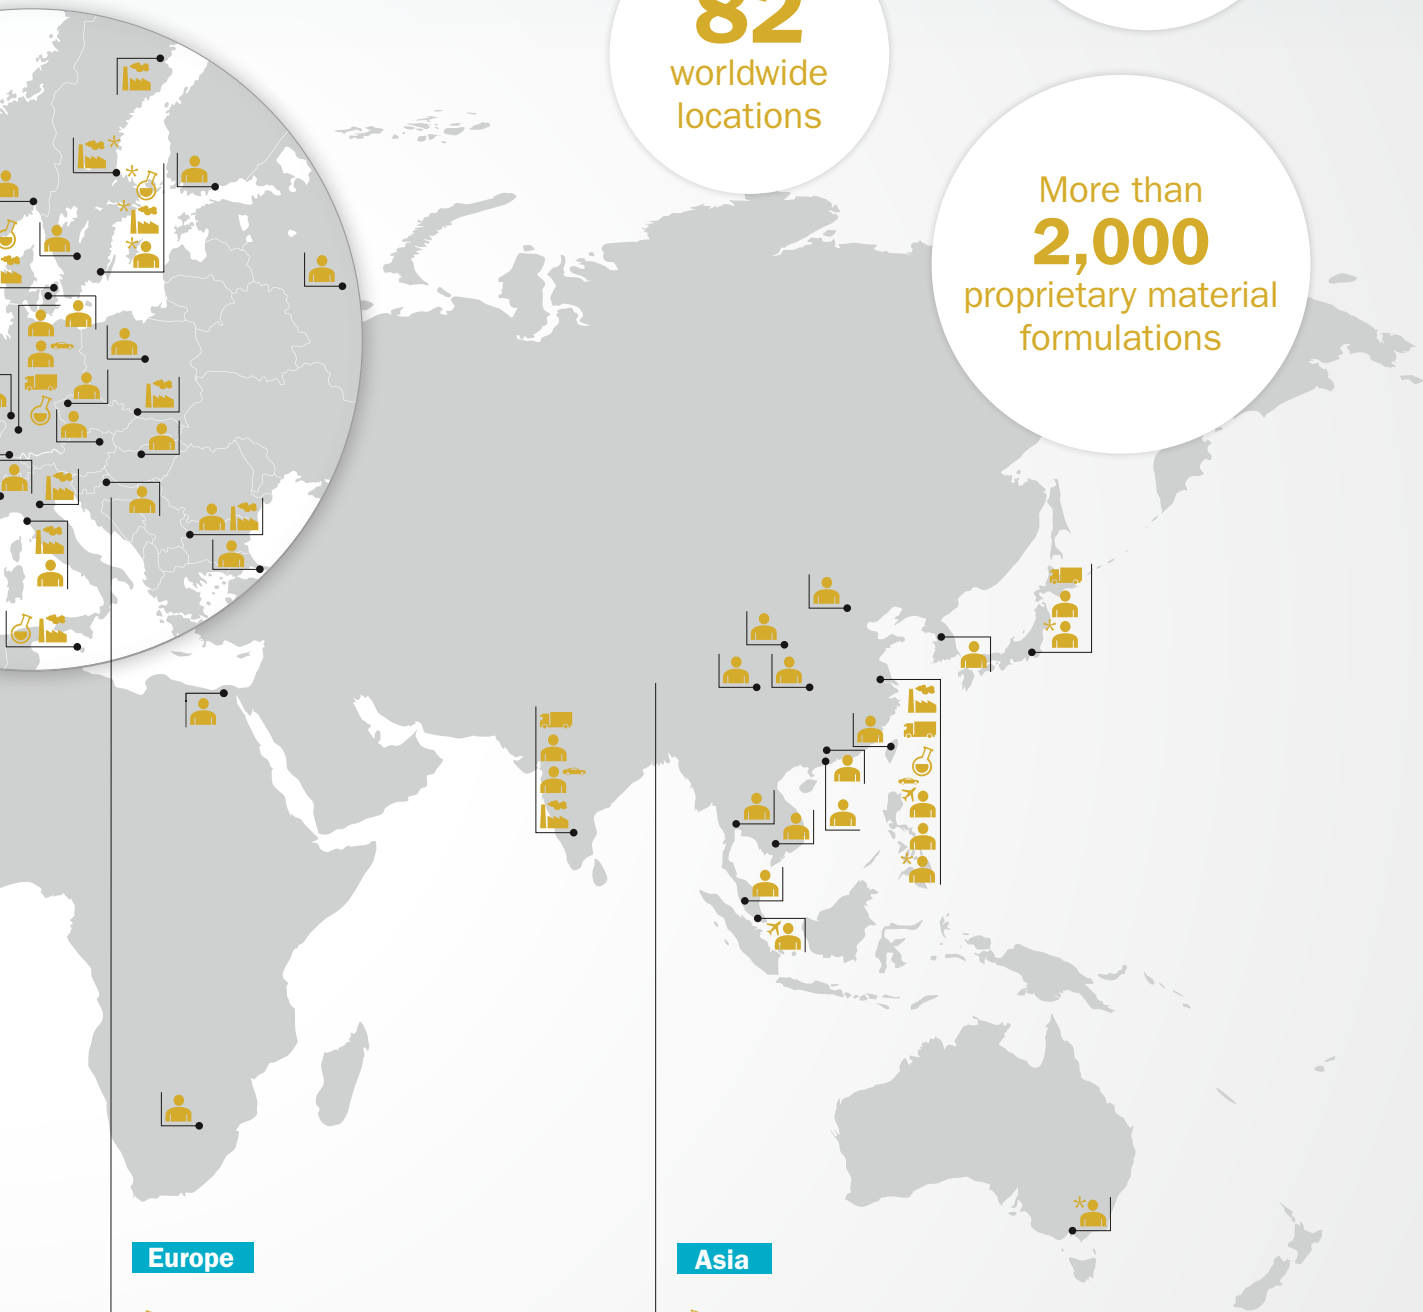 82
worldwide
locations
More than
2,000
proprietary material
formulations
Europe
Asia